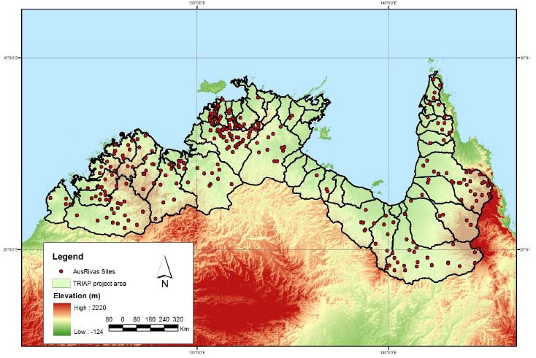 Legend
AusRivas Sites
TRIAP project area
Elevation (m)
High : 2220
Low : -124
N
80 0 80 160 240 320
Km